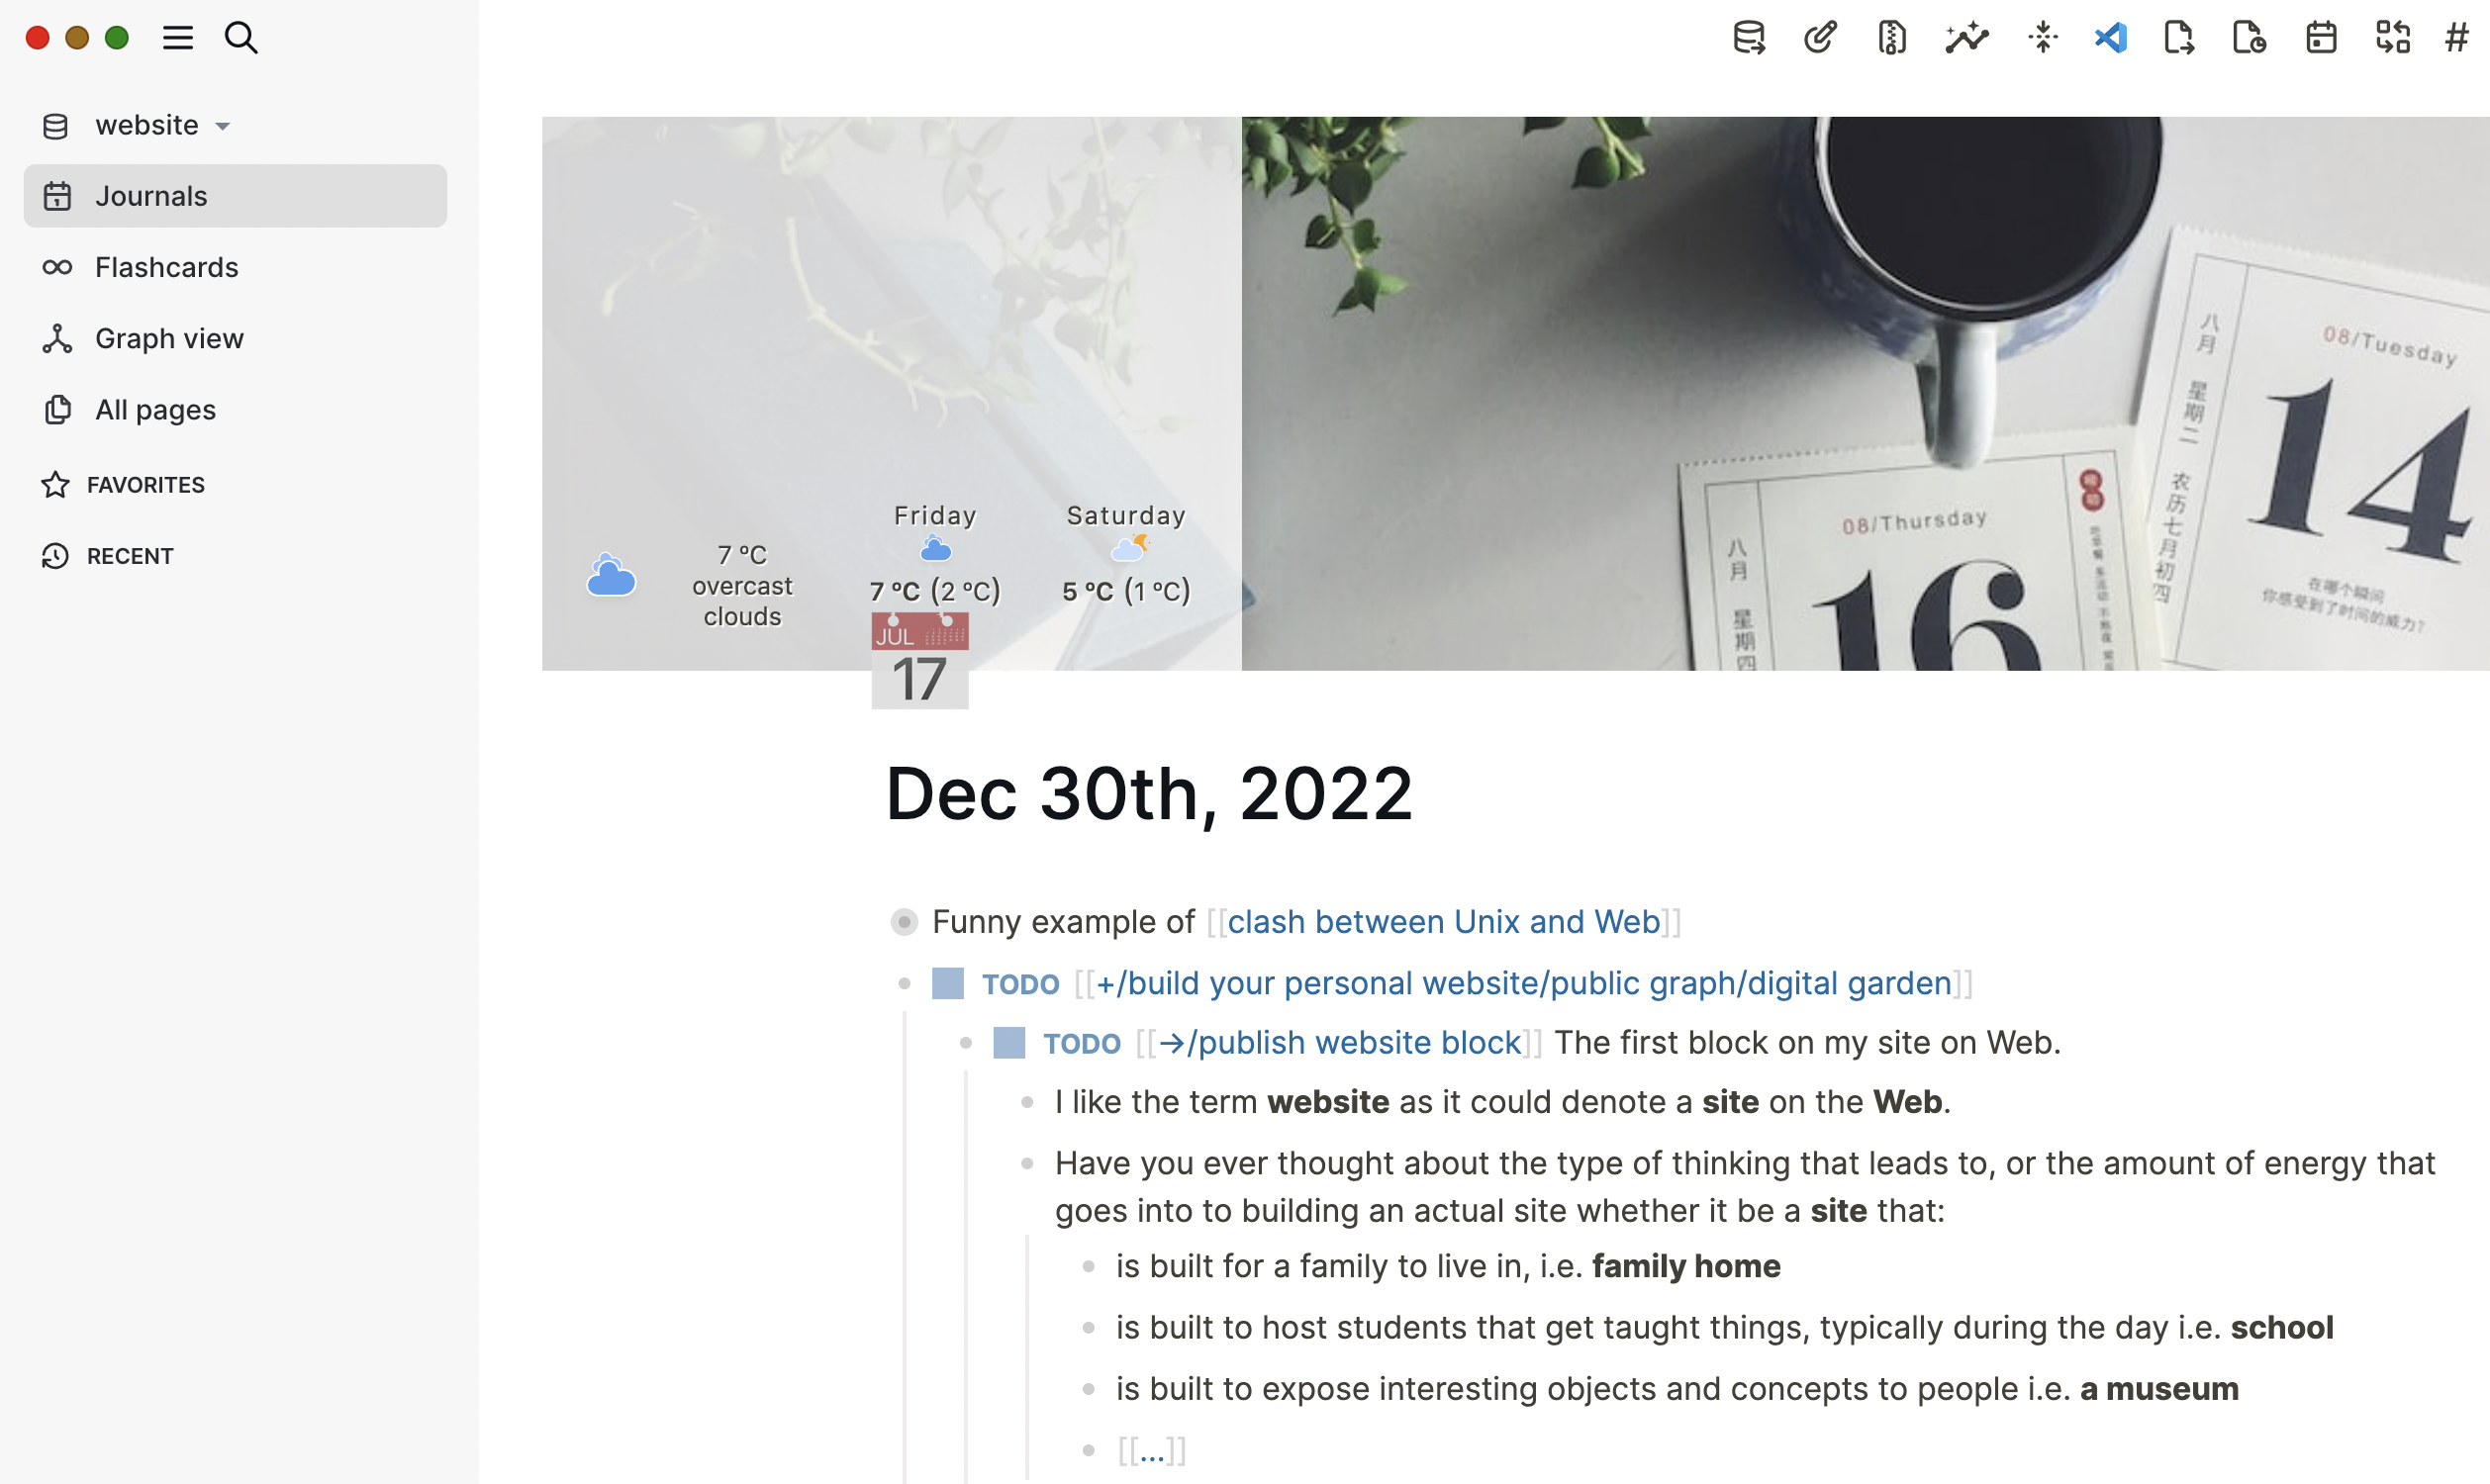 website
Journals
Flashcards
Graph view
All pages
FAVORITES
RECENT
7 ºC
overcast
clouds
Friday
7 ºC (2 ºC)
Saturday
5 ºC (1 ºC)
JUL
17
八月 星期四
08/Thursday
16
八月 星期二 农历七月初四
08/Tuesday
14
在哪个瞬间
你感受到了时间的威力?
Dec 30th, 2022
Funny example of [[clash between Unix and Web]]
TODO [[+/build your personal website/public graph/digital garden]]
TODO [[→/publish website block]] The first block on my site on Web.
I like the term website as it could denote a site on the Web.
Have you ever thought about the type of thinking that leads to, or the amount of energy that
goes into to building an actual site whether it be a site that:
is built for a family to live in, i.e. family home
is built to host students that get taught things, typically during the day i.e. school
is built to expose interesting objects and concepts to people i.e. a museum
[[...]]